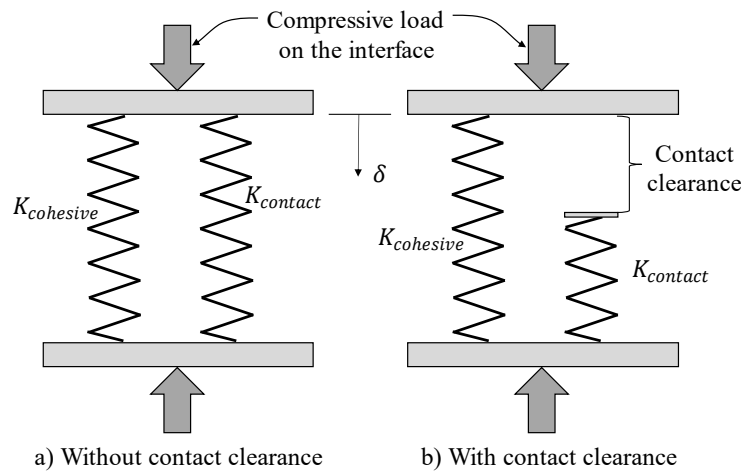 Compressive load
on the interface
δ
Contact
clearance
K_cohesive
K_contact
K_cohesive
K_contact
a) Without contact clearance
b) With contact clearance